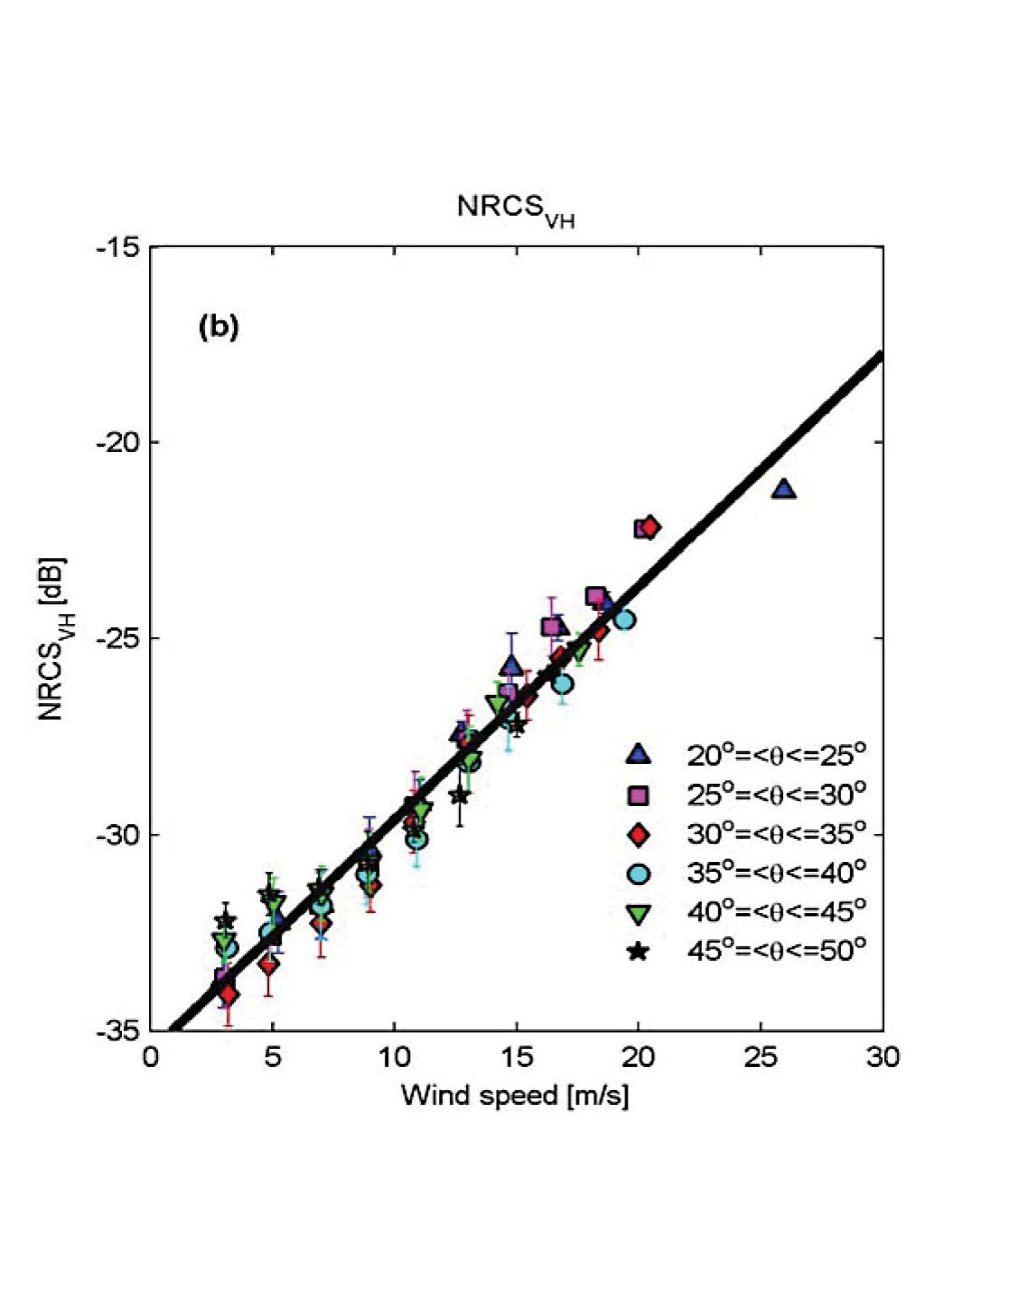 NRCS_VH
-15
(b)
-20
-25
-30
-35
NRCS_VH [dB]
20°=<θ<=25°
25°=<θ<=30°
30°=<θ<=35°
35°=<θ<=40°
40°=<θ<=45°
45°=<θ<=50°
0 5 10 15 20 25 30
Wind speed [m/s]